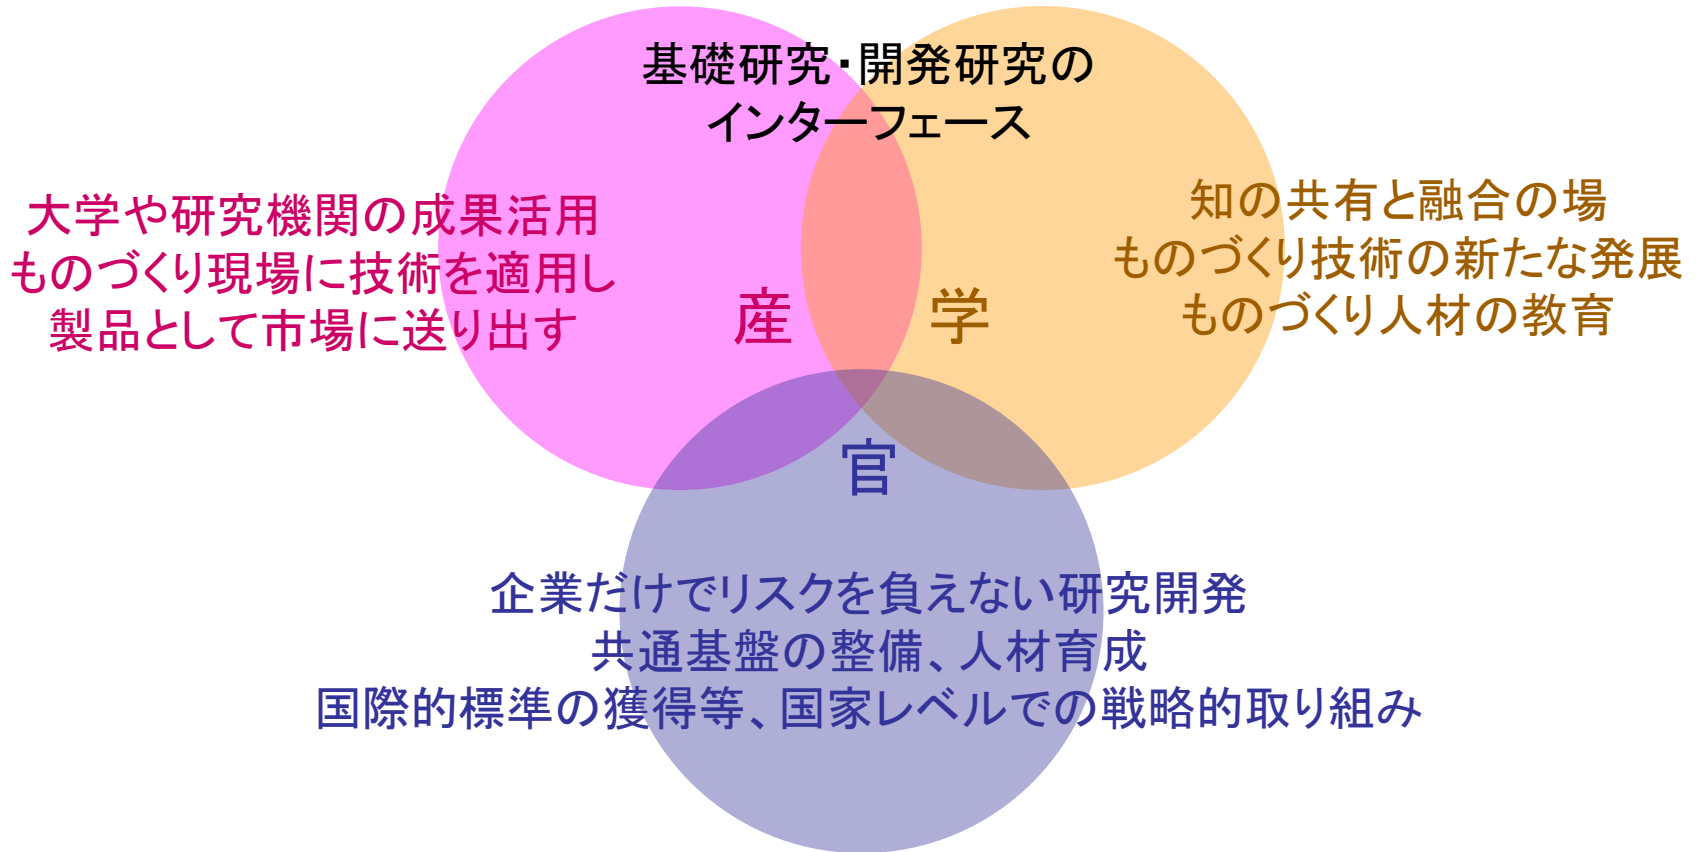 基礎研究・開発研究の
インターフェース
大学や研究機関の成果活用
ものづくり現場に技術を適用し
製品として市場に送り出す
知の共有と融合の場
ものづくり技術の新たな発展
ものづくり人材の教育
産
学
官
企業だけでリスクを負えない研究開発
共通基盤の整備、人材育成
国際的標準の獲得等、国家レベルでの戦略的取り組み